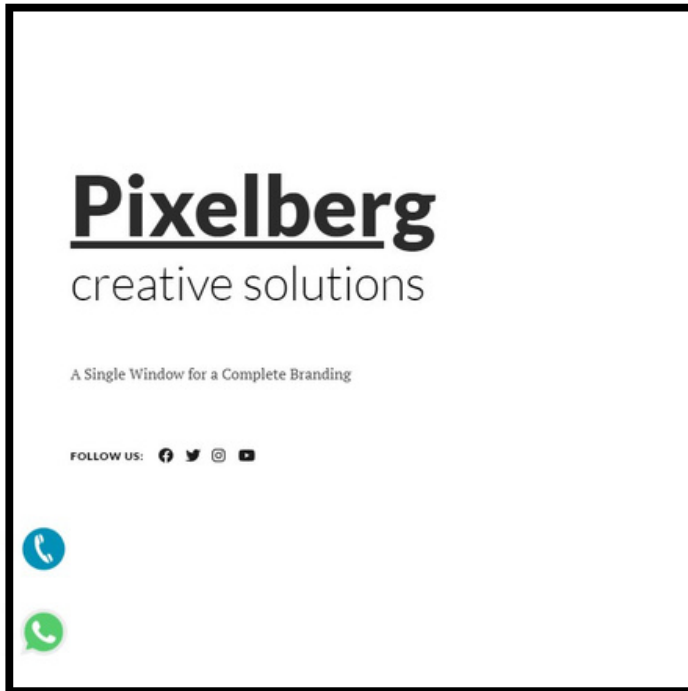 Pixelberg
creative solutions
A Single Window for a Complete Branding
FOLLOW US: